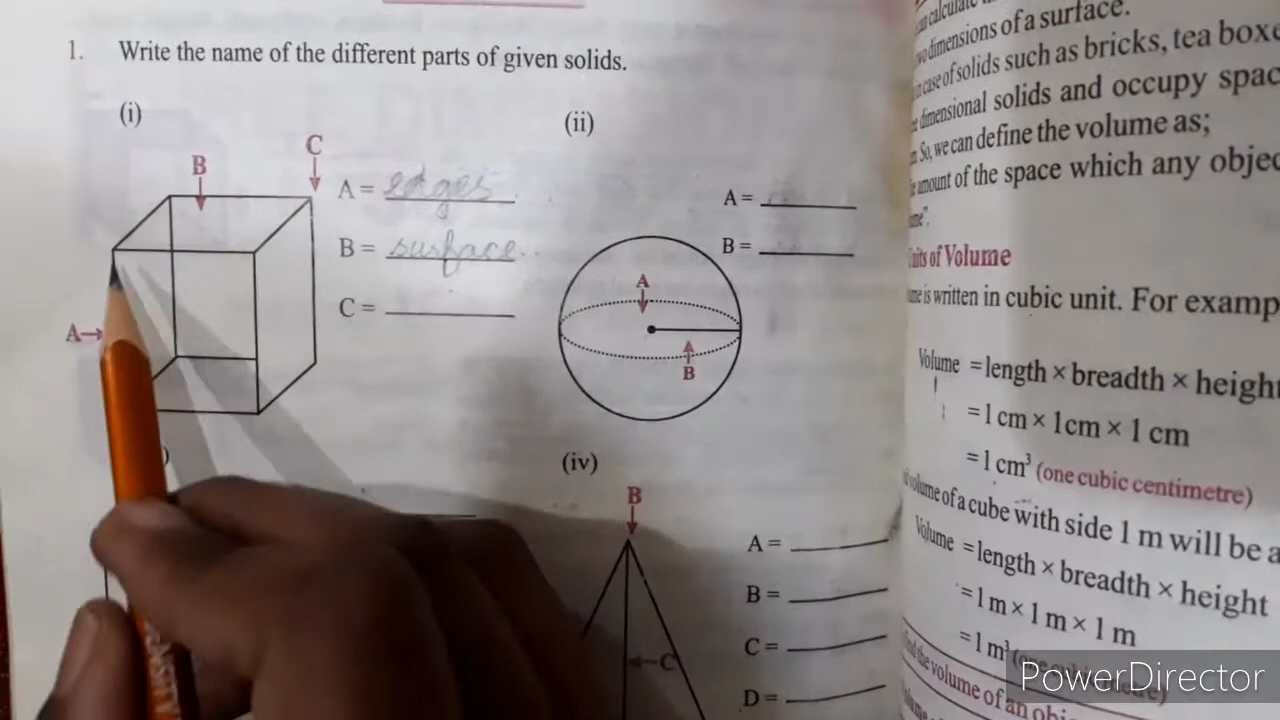 1. Write the name of the different parts of given solids.
(i)
(ii)
B
C
A = edges
B = surface
C =
A
A =
B =
A
B
(iv)
B
C
A =
B =
C =
D =
calculate
dimensions of a surface.
case of solids such as bricks, tea boxe
dimensional solids and occupy spac
So, we can define the volume as;
amount of the space which any objec
of Volume
is written in cubic unit. For examp
Volume = length × breadth × height
= 1 cm × 1cm × 1 cm
= 1 cm³ (one cubic centimetre)
volume of a cube with side 1 m will be a
Volume = length × breadth × height
= 1 m × 1 m × 1 m
= 1 m³
the volume of an obj
PowerDirector